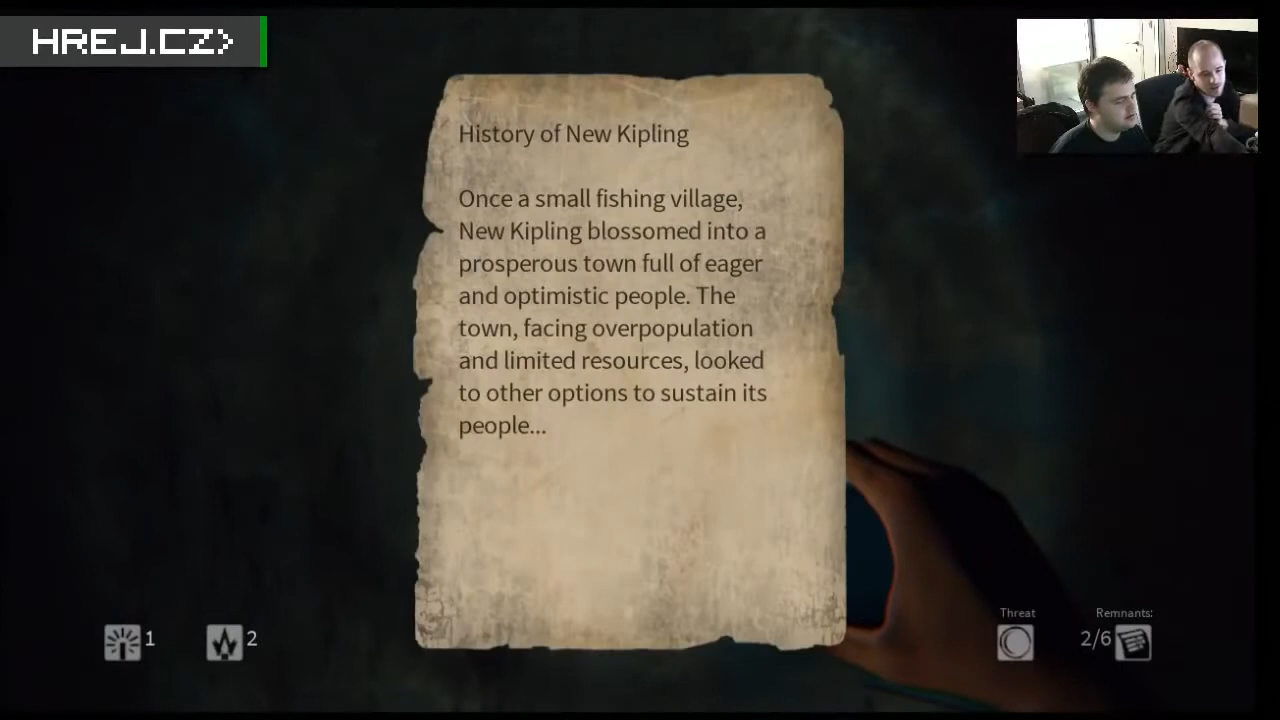 HREJ.CZ>
History of New Kipling
Once a small fishing village,
New Kipling blossomed into a
prosperous town full of eager
and optimistic people. The
town, facing overpopulation
and limited resources, looked
to other options to sustain its
people...
1
2
Threat
Remnants:
2/6